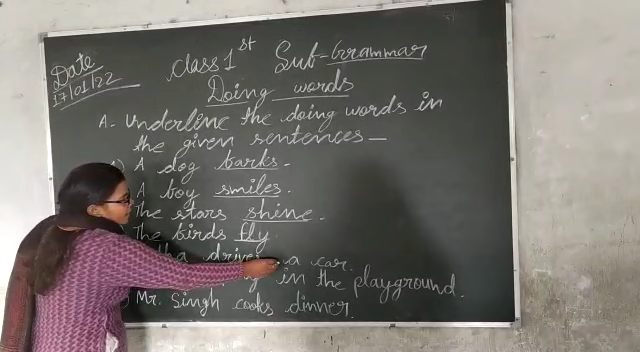 Date
17/01/22
Class 1st Sub-Grammar
Doing words
A. Underline the doing words in
the given sentences—
A dog barks.
A boy smiles.
The stars shine.
The birds fly.
a car.
in the playground.
Mr. Singh cooks dinner.